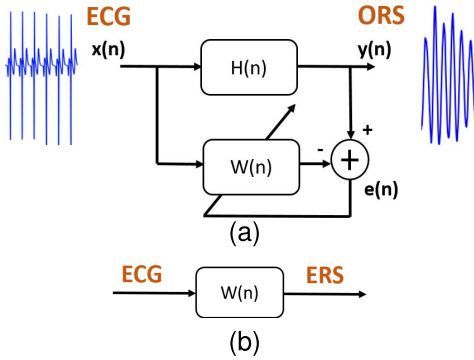 ECG
ORS
x(n)
H(n)
y(n)
+
W(n)
-
+
e(n)
(a)
ECG
W(n)
ERS
(b)